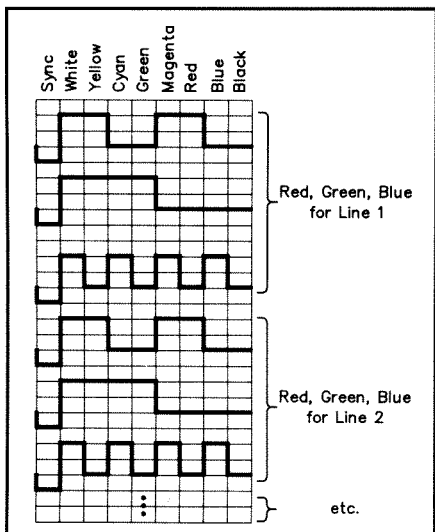 Sync
White
Yellow
Cyan
Green
Magenta
Red
Blue
Black
Red, Green, Blue
for Line 1
Red, Green, Blue
for Line 2
etc.